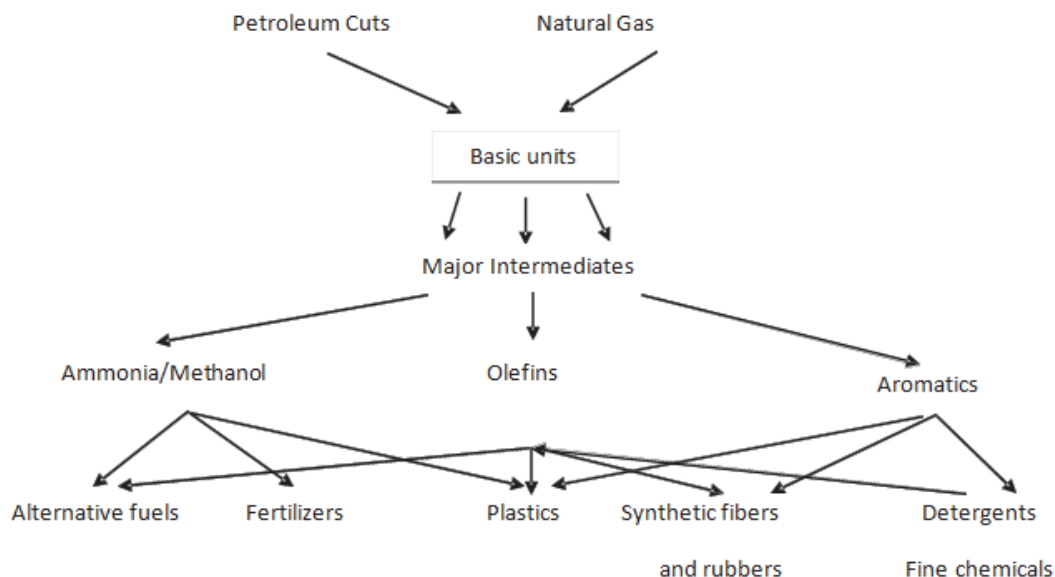 Petroleum Cuts
Natural Gas
Basic units
Major Intermediates
Ammonia/Methanol
Olefins
Aromatics
Alternative fuels
Fertilizers
Plastics
Synthetic fibers
and rubbers
Detergents
Fine chemicals